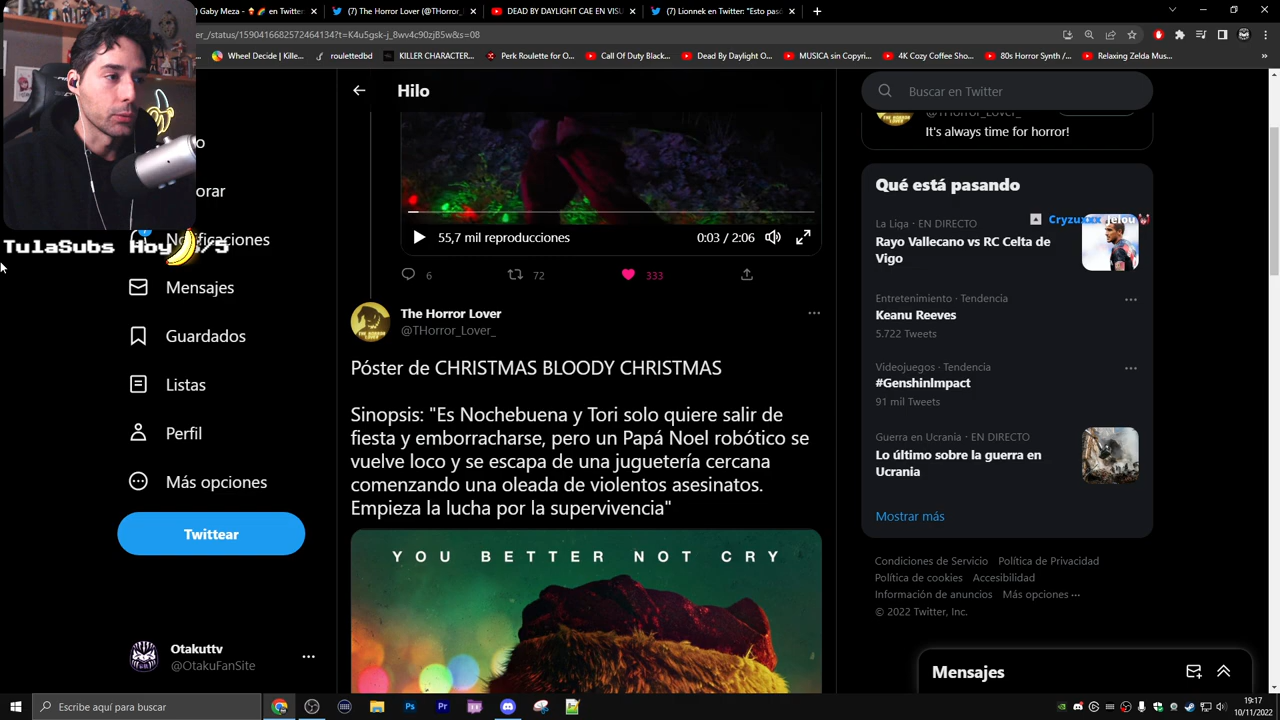 Gaby Meza -
en Twitter:
(7) The Horror Lover (@THorror_
DEAD BY DAYLIGHT CAE EN VISU
(7) Lionnek en Twitter: "Esto pasó
_/status/1590416682572464134?t=K4u5gsk-j_8wv4c90zjB5w&s=08
Wheel Decide | Kille...
roulettedbd
KILLER CHARACTER...
Perk Roulette for D...
Call Of Duty Black...
Dead By Dayligth...
MUSICA sin Copyri...
4K Cozy Coffee Sho...
80s Horror Synth /...
Relaxing Zelda Mus...
Hilo
Buscar en Twitter
@THorror_Lover_
It's always time for horror!
55,7 mil reproducciones
0:03 / 2:06
6
72
333
The Horror Lover
@THorror_Lover_
Póster de CHRISTMAS BLOODY CHRISTMAS
Sinopsis: "Es Nochebuena y Tori solo quiere salir de
fiesta y emborracharse, pero un Papá Noel robótico se
vuelve loco y se escapa de una juguetería cercana
comenzando una oleada de violentos asesinatos.
Empieza la lucha por la supervivencia"
YOU BETTER NOT CRY
TulaSubs Hoy
Notificaciones
Mensajes
Guardados
Listas
Perfil
Más opciones
Twittear
Otakuttv
@OtakuFanSite
Qué está pasando
La Liga · EN DIRECTO
Rayo Vallecano vs RC Celta de
Vigo
Cryzuxxx
Entretenimiento · Tendencia
Keanu Reeves
5.722 Tweets
Videojuegos · Tendencia
#GenshinImpact
91 mil Tweets
Guerra en Ucrania · EN DIRECTO
Lo último sobre la guerra en
Ucrania
Mostrar más
Condiciones de Servicio
Política de Privacidad
Política de cookies
Accesibilidad
Información de anuncios
Más opciones ···
© 2022 Twitter, Inc.
Mensajes
Escribe aquí para buscar
19:17
10/11/2022